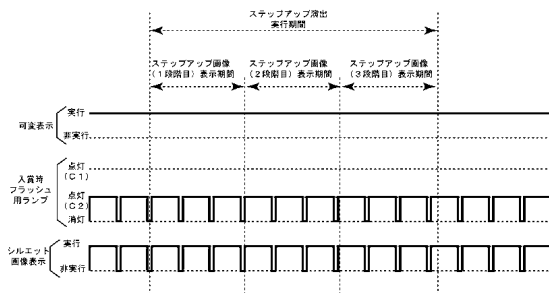 ステップアップ演出
実行期間
ステップアップ画像
(1段階目)表示期間
ステップアップ画像
(2段階目)表示期間
ステップアップ画像
(3段階目)表示期間
可変表示
実行
非実行
入賞時
フラッシュ
用ランプ
点灯
(C1)
点灯
(C2)
消灯
シルエット
画像表示
実行
非実行